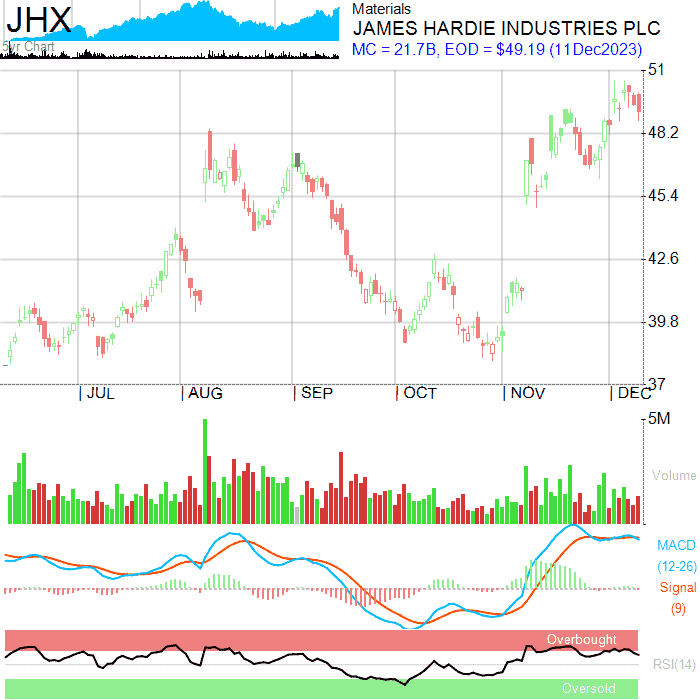 JHX
5yr Chart
Materials
JAMES HARDIE INDUSTRIES PLC
MC = 21.7B, EOD = $49.19 (11Dec2023)
51
48.2
45.4
42.6
39.8
37
JUL AUG SEP OCT NOV DEC
5M
Volume
MACD
(12-26)
Signal
(9)
Overbought
RSI(14)
Oversold